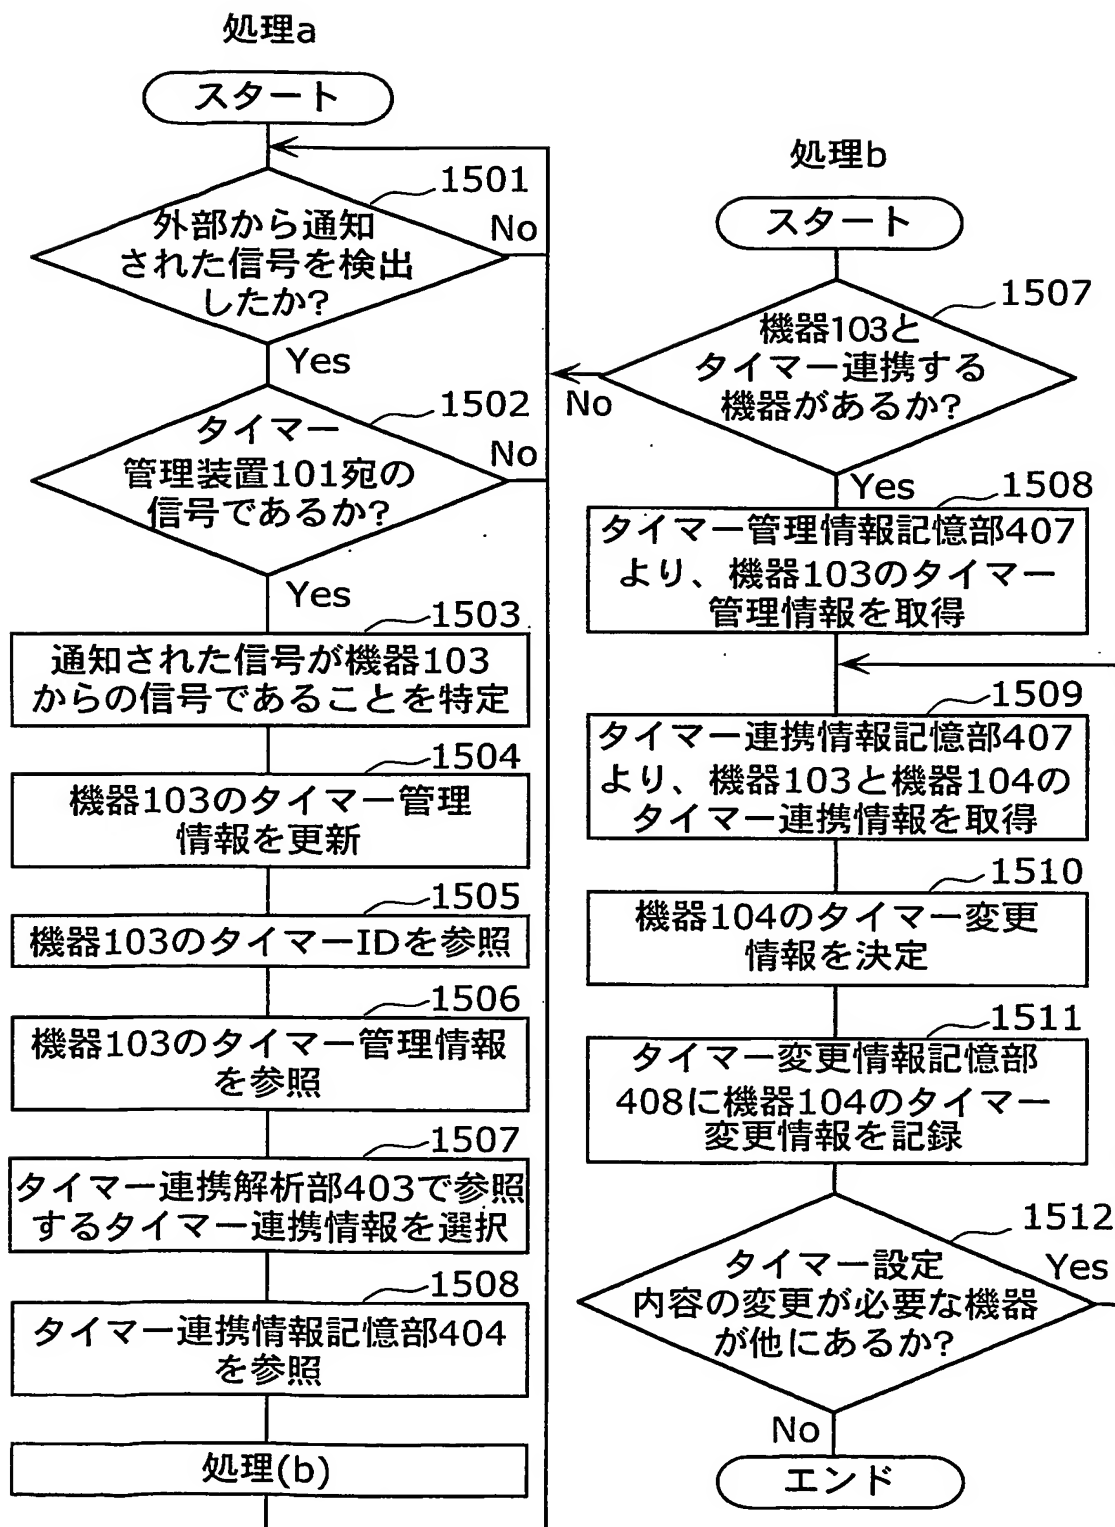 処理a
スタート
1501
外部から通知
された信号を検出
したか?
No
Yes
1502
タイマー
管理装置101宛の
信号であるか?
No
Yes
1503
通知された信号が機器103
からの信号であることを特定
1504
機器103のタイマー管理
情報を更新
1505
機器103のタイマーIDを参照
1506
機器103のタイマー管理情報
を参照
1507
タイマー連携解析部403で参照
するタイマー連携情報を選択
1508
タイマー連携情報記憶部404
を参照
処理(b)
処理b
スタート
1507
機器103と
タイマー連携する
機器があるか?
No
Yes
1508
タイマー管理情報記憶部407
より、機器103のタイマー
管理情報を取得
1509
タイマー連携情報記憶部407
より、機器103と機器104の
タイマー連携情報を取得
1510
機器104のタイマー変更
情報を決定
1511
タイマー変更情報記憶部
408に機器104のタイマー
変更情報を記録
1512
タイマー設定
内容の変更が必要な機器
が他にあるか?
Yes
No
エンド